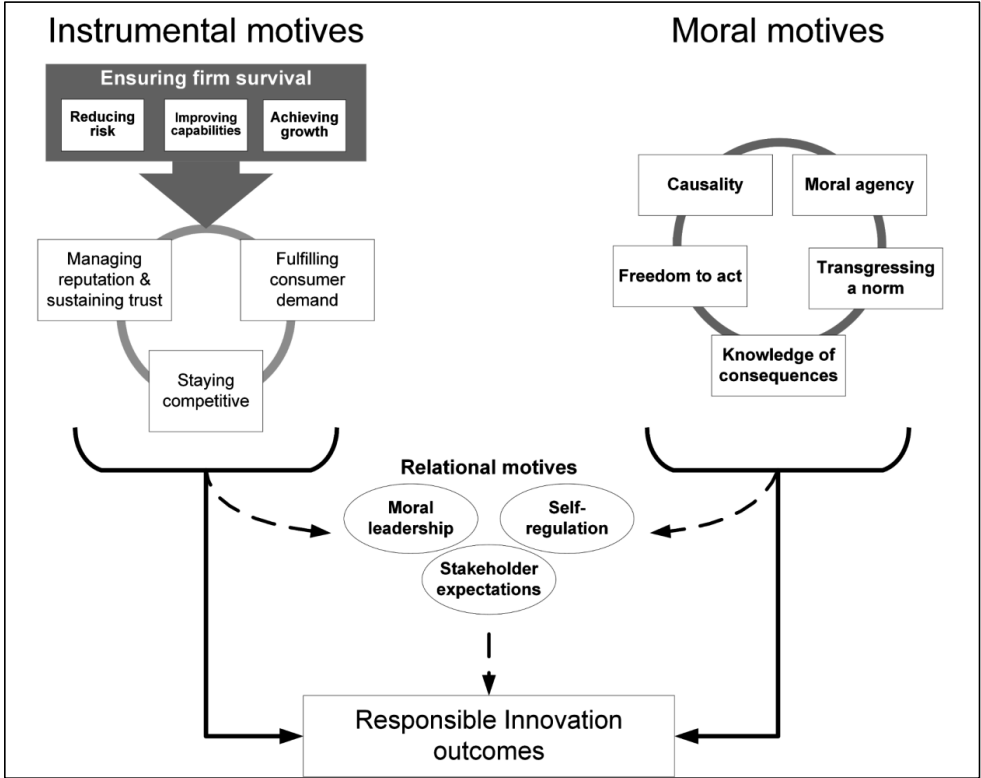 Instrumental motives
Moral motives
Ensuring firm survival
Reducing
risk
Improving
capabilities
Achieving
growth
Managing
reputation &
sustaining trust
Fulfilling
consumer
demand
Staying
competitive
Causality
Moral agency
Freedom to act
Transgressing
a norm
Knowledge of
consequences
Relational motives
Moral
leadership
Self-
regulation
Stakeholder
expectations
Responsible Innovation
outcomes